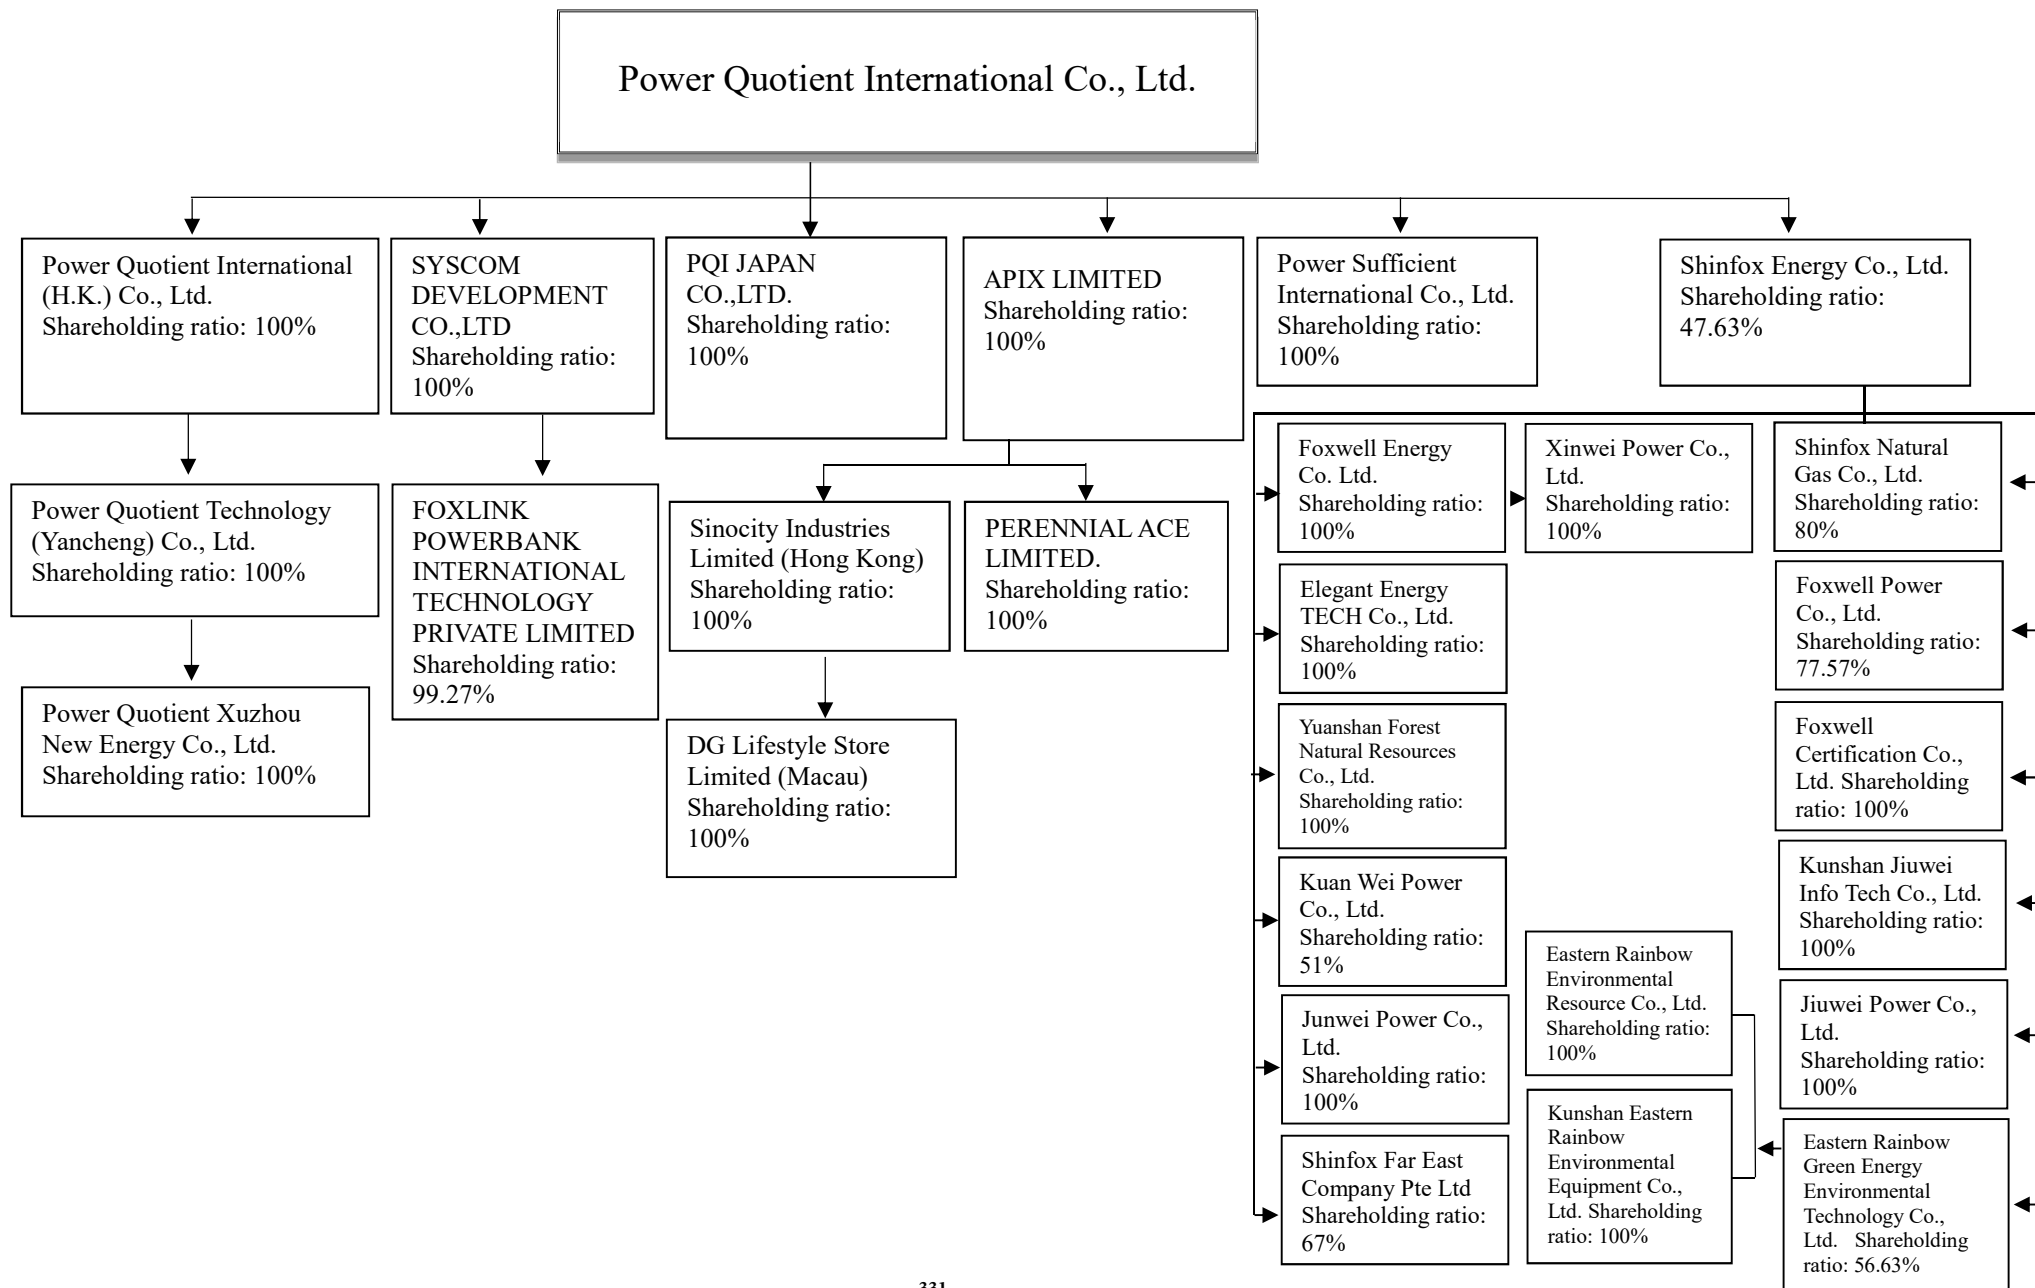 Power Quotient International Co., Ltd.
Power Quotient International
(H.K.) Co., Ltd.
Shareholding ratio: 100%
SYSCOM
DEVELOPMENT
CO.,LTD
Shareholding ratio:
100%
PQI JAPAN
CO.,LTD.
Shareholding ratio:
100%
APIX LIMITED
Shareholding ratio:
100%
Power Sufficient
International Co., Ltd.
Shareholding ratio:
100%
Shinfox Energy Co., Ltd.
Shareholding ratio:
47.63%
Power Quotient Technology
(Yancheng) Co., Ltd.
Shareholding ratio: 100%
Power Quotient Xuzhou
New Energy Co., Ltd.
Shareholding ratio: 100%
FOXLINK
POWERBANK
INTERNATIONAL
TECHNOLOGY
PRIVATE LIMITED
Shareholding ratio:
99.27%
Sinocity Industries
Limited (Hong Kong)
Shareholding ratio:
100%
PERENNIAL ACE
LIMITED.
Shareholding ratio:
100%
DG Lifestyle Store
Limited (Macau)
Shareholding ratio:
100%
Foxwell Energy
Co. Ltd.
Shareholding ratio:
100%
Xinwei Power Co.,
Ltd.
Shareholding ratio:
100%
Shinfox Natural
Gas Co., Ltd.
Shareholding ratio:
80%
Elegant Energy
TECH Co., Ltd.
Shareholding ratio:
100%
Foxwell Power
Co., Ltd.
Shareholding ratio:
77.57%
Yuanshan Forest
Natural Resources
Co., Ltd.
Shareholding ratio:
100%
Foxwell
Certification Co.,
Ltd. Shareholding
ratio: 100%
Kuan Wei Power
Co., Ltd.
Shareholding ratio:
51%
Kunshan Jiuwei
Info Tech Co., Ltd.
Shareholding ratio:
100%
Eastern Rainbow
Environmental
Resource Co., Ltd.
Shareholding ratio:
100%
Junwei Power Co.,
Ltd.
Shareholding ratio:
100%
Jiuwei Power Co.,
Ltd.
Shareholding ratio:
100%
Kunshan Eastern
Rainbow
Environmental
Equipment Co.,
Ltd. Shareholding
ratio: 100%
Shinfox Far East
Company Pte Ltd
Shareholding ratio:
67%
Eastern Rainbow
Green Energy
Environmental
Technology Co.,
Ltd. Shareholding
ratio: 56.63%
331